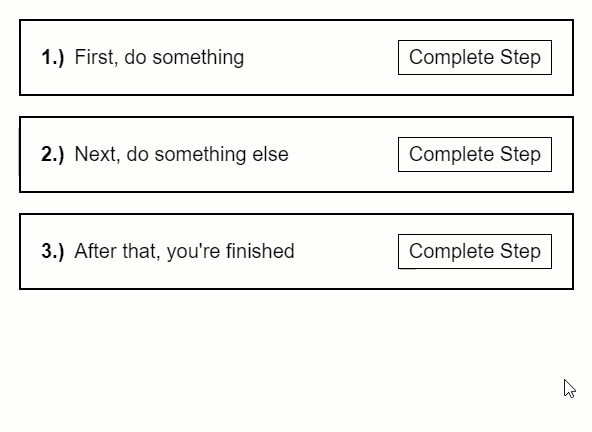 1.) First, do something Complete Step
2.) Next, do something else Complete Step
3.) After that, you're finished Complete Step